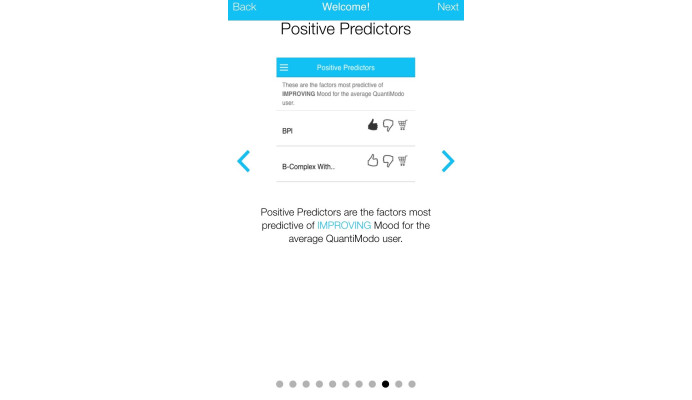 Back Welcome! Next
Positive Predictors
Positive Predictors
These are the factors most predictive of
IMPROVING Mood for the average QuantiModo
user.
BPI
B-Complex With..
Positive Predictors are the factors most
predictive of IMPROVING Mood for the
average QuantiModo user.